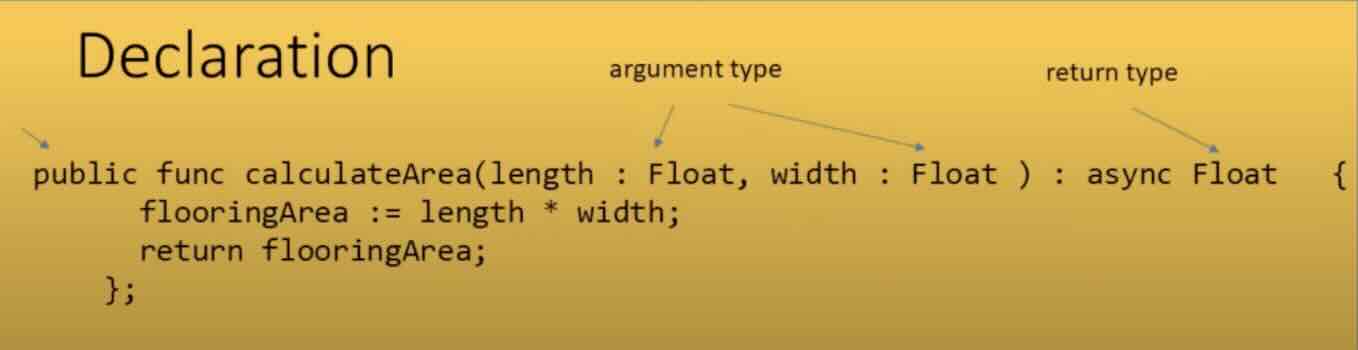 Declaration
argument type
return type
public func calculateArea(length : Float, width : Float ) : async Float {
flooringArea := length * width;
return flooringArea;
};